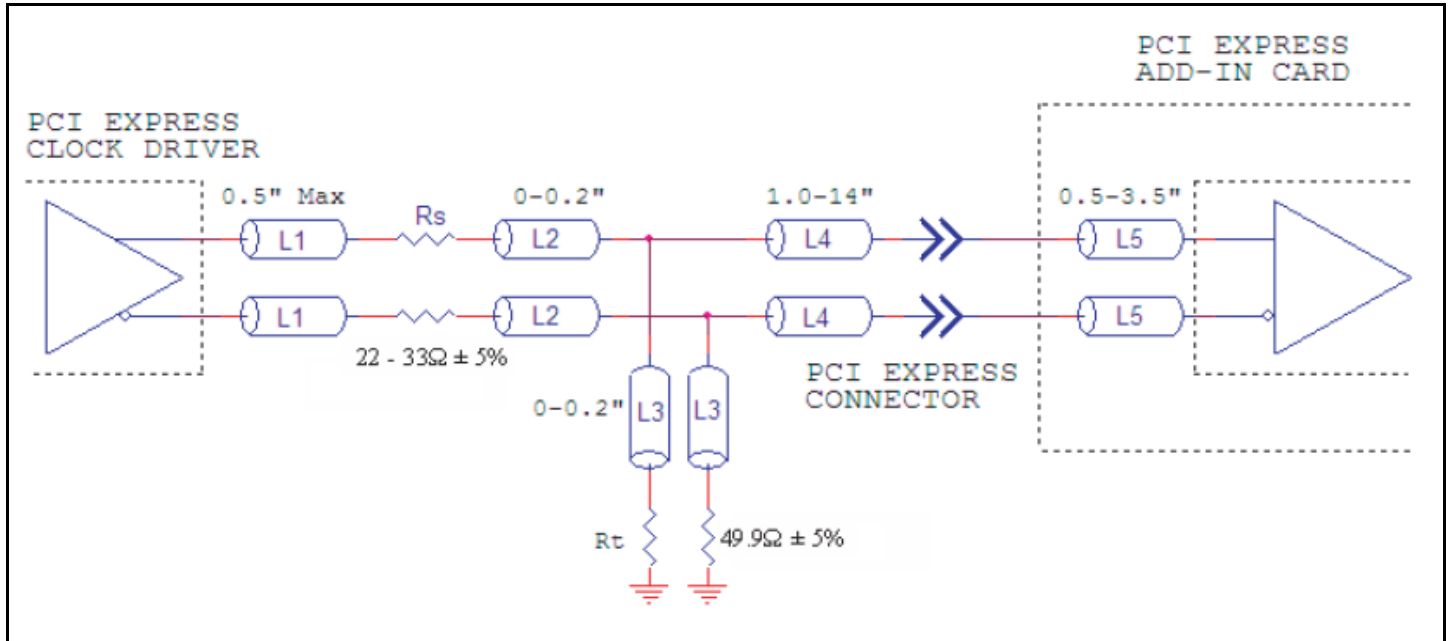 PCI EXPRESS
ADD-IN CARD
PCI EXPRESS
CLOCK DRIVER
0.5" Max
Rs
0-0.2"
1.0-14"
0.5-3.5"
L1
L2
L4
L5
L1
L2
L4
L5
22 - 33Ω ± 5%
PCI EXPRESS
CONNECTOR
0-0.2"
L3
L3
Rt
49.9Ω ± 5%